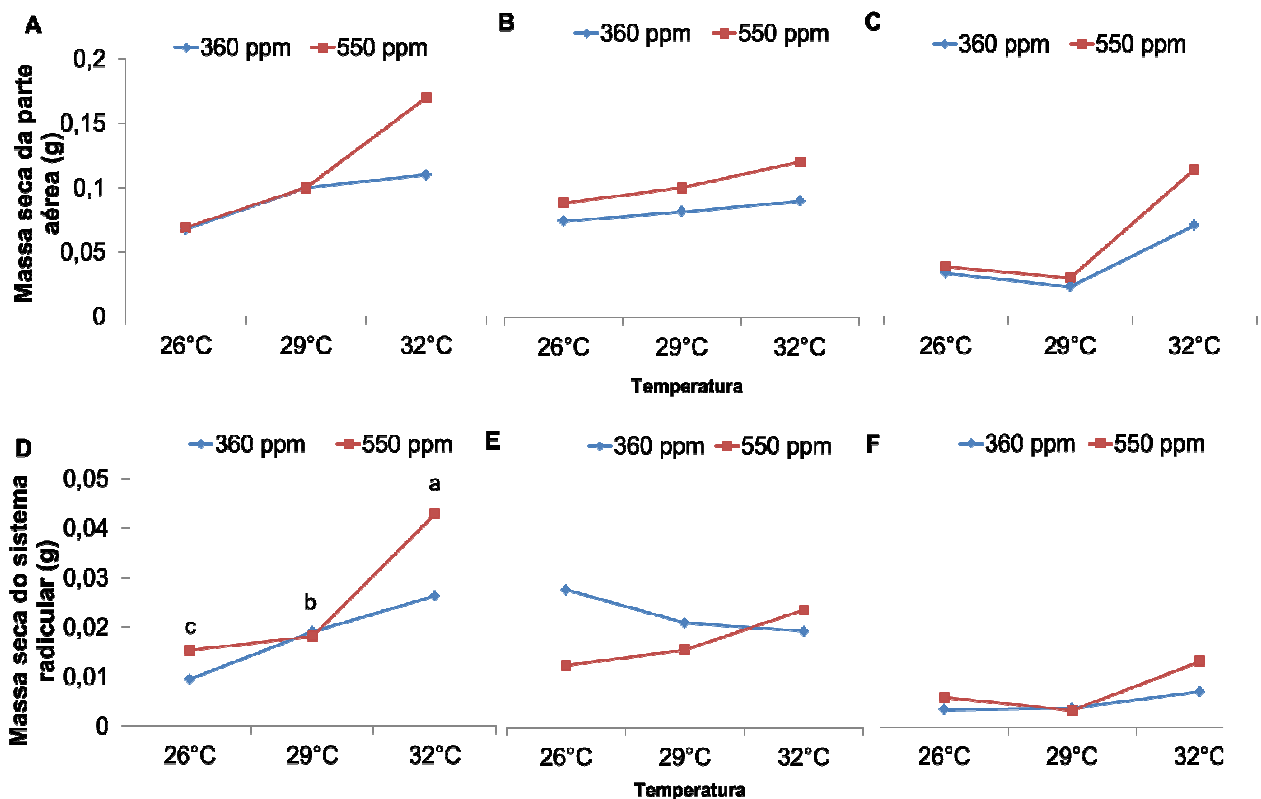 A
360 ppm 550 ppm
B
360 ppm 550 ppm
C
360 ppm 550 ppm
Massa seca da parte
aérea (g)
0,2
0,15
0,1
0,05
0
26°C 29°C 32°C
26°C 29°C 32°C
26°C 29°C 32°C
Temperatura
D
360 ppm 550 ppm
E
360 ppm 550 ppm
F
360 ppm 550 ppm
Massa seca do sistema
radicular (g)
0,05
0,04
0,03
0,02
0,01
0
c
b
a
26°C 29°C 32°C
26°C 29°C 32°C
26°C 29°C 32°C
Temperatura